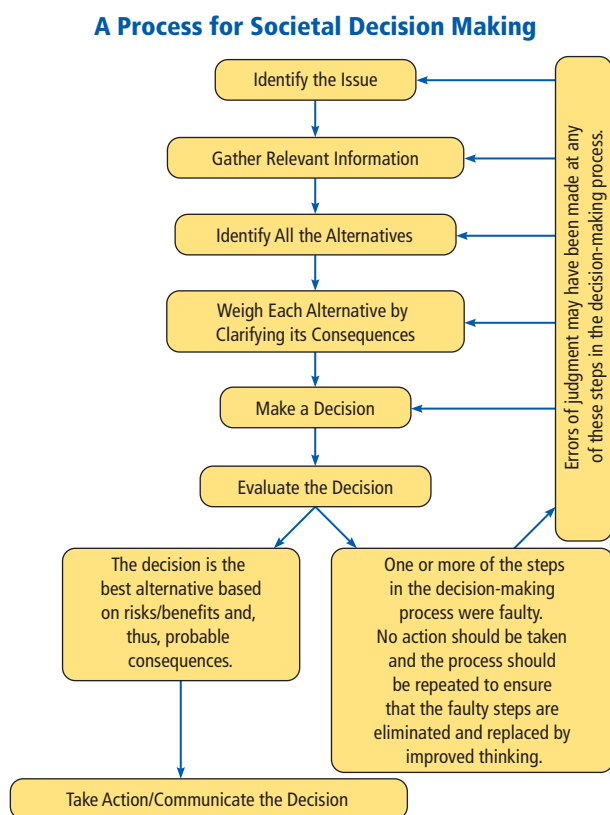 A Process for Societal Decision Making
Identify the Issue
Gather Relevant Information
Identify All the Alternatives
Weigh Each Alternative by
Clarifying its Consequences
Make a Decision
Evaluate the Decision
The decision is the
best alternative based
on risks/benefits and,
thus, probable
consequences.
One or more of the steps
in the decision-making
process were faulty.
No action should be taken
and the process should
be repeated to ensure
that the faulty steps are
eliminated and replaced by
improved thinking.
Take Action/Communicate the Decision
Errors of judgment may have been made at any
of these steps in the decision-making process.